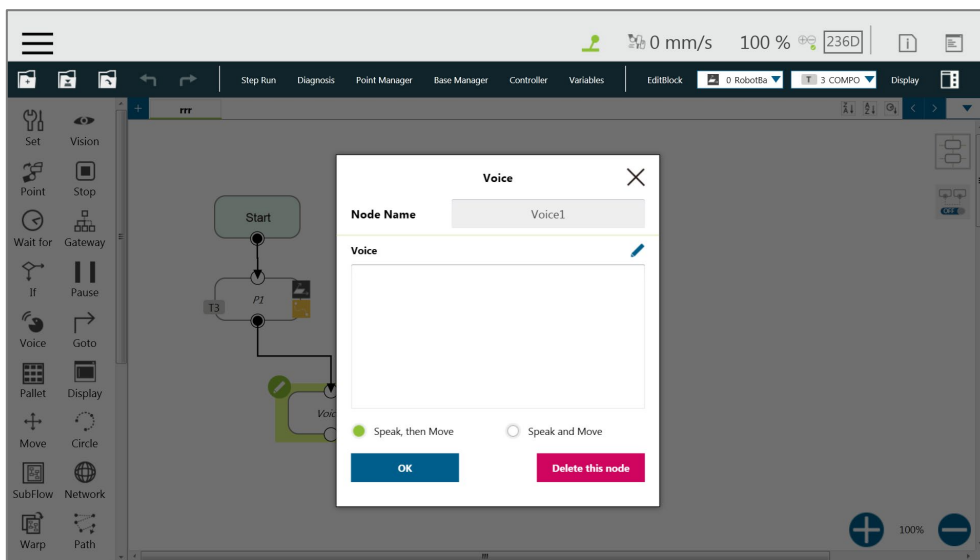 0 mm/s 100 % 236D
Step Run Diagnosis Point Manager Base Manager Controller Variables EditBlock 0 RobotBa T 3 COMPO Display
rrr
Set Vision
Point Stop
Wait for Gateway
If Pause
Voice Goto
Pallet Display
Move Circle
SubFlow Network
Warp Path
Start
P1
T3
Voic
Voice
Node Name Voice1
Voice
Speak, then Move Speak and Move
OK Delete this node
OFF
100%